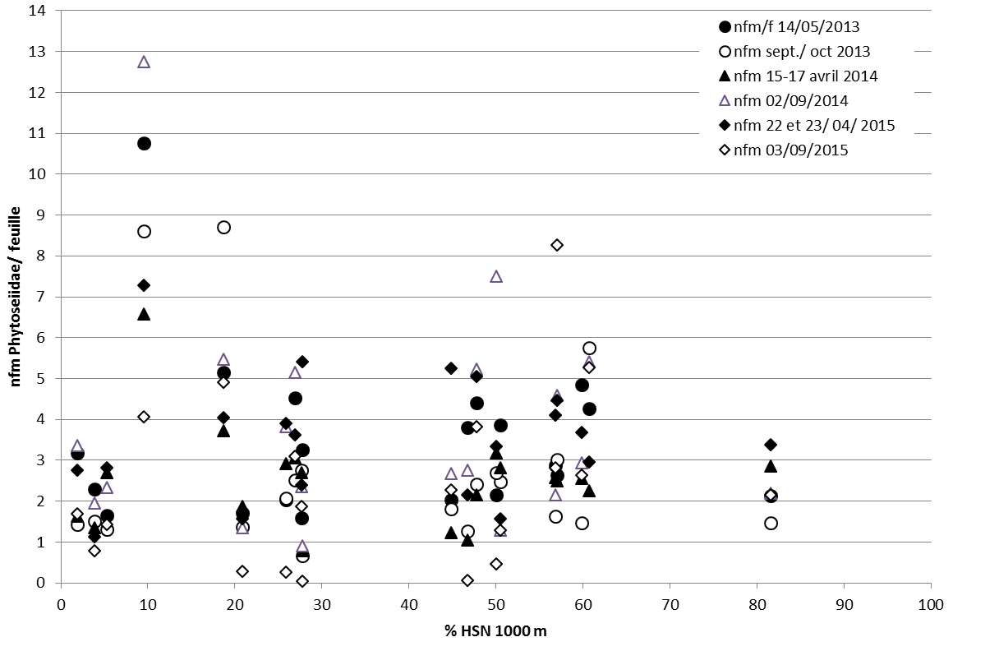 14
13
12
11
10
9
8
7
6
5
4
3
2
1
0
nfm Phytoseiidae/ feuille
nfm/f 14/05/2013
nfm sept./ oct 2013
nfm 15-17 avril 2014
nfm 02/09/2014
nfm 22 et 23/ 04/ 2015
nfm 03/09/2015
0 10 20 30 40 50 60 70 80 90 100
% HSN 1000 m